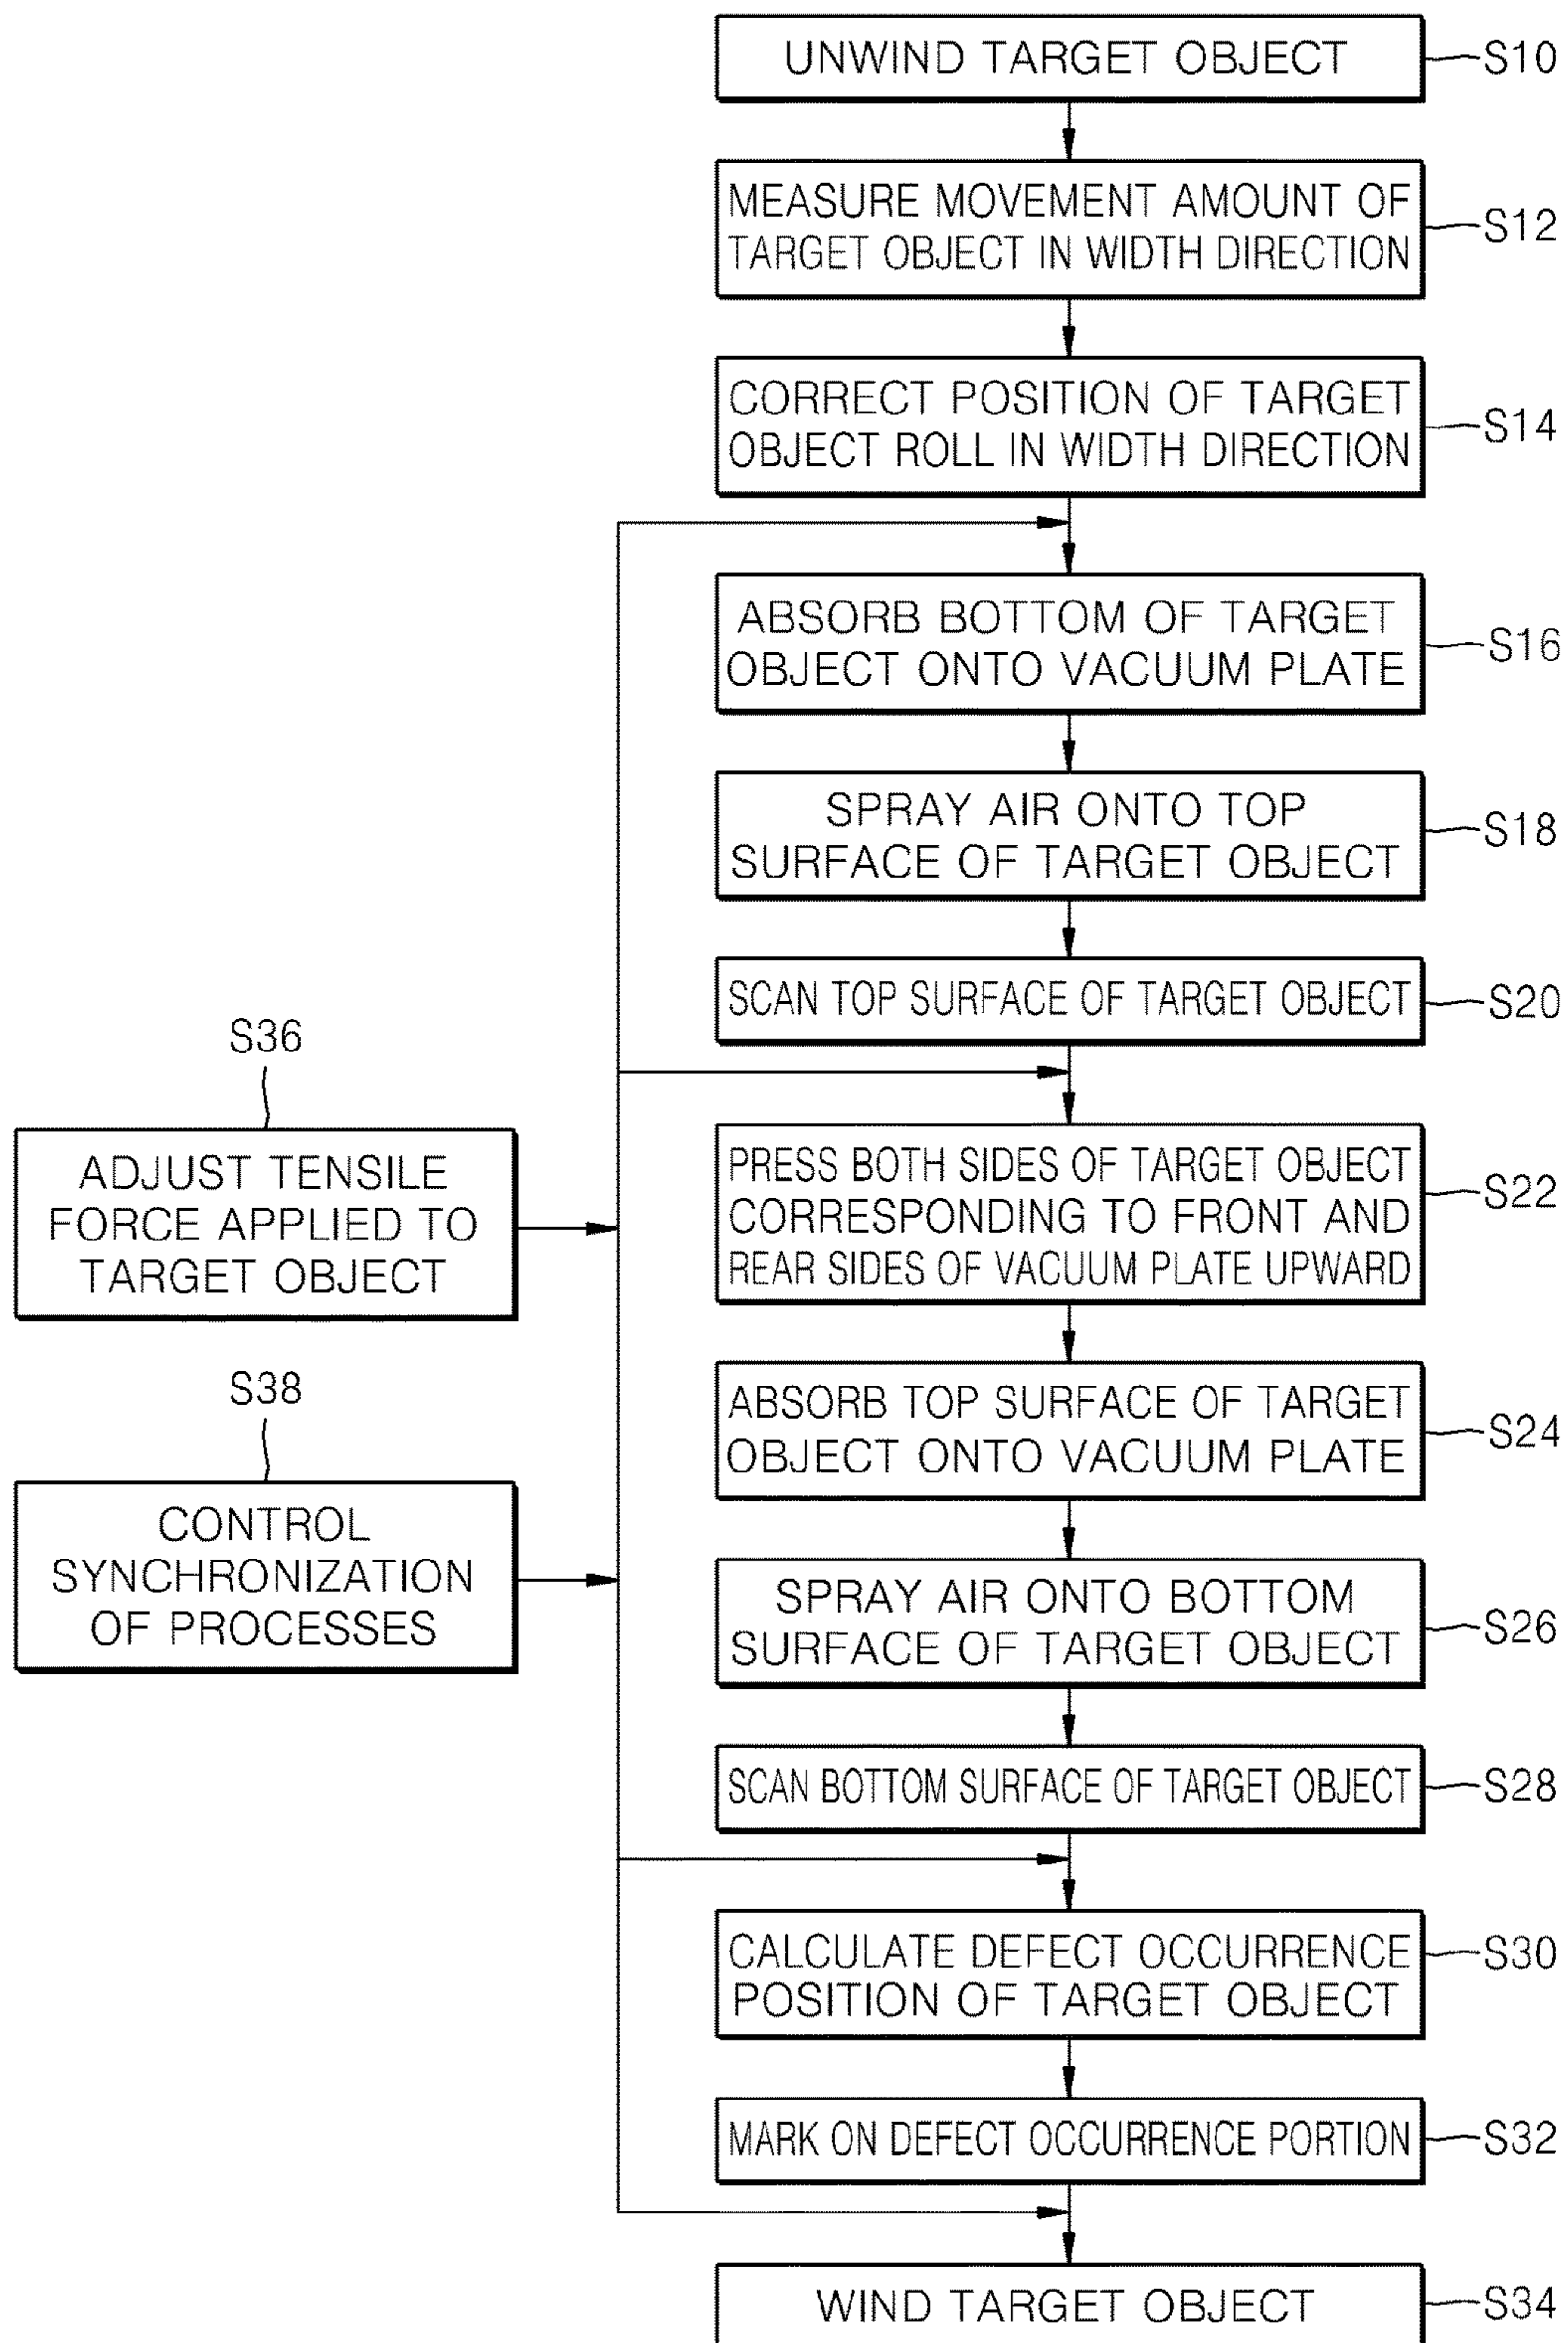 UNWIND TARGET OBJECT
S10
MEASURE MOVEMENT AMOUNT OF
TARGET OBJECT IN WIDTH DIRECTION
S12
CORRECT POSITION OF TARGET
OBJECT ROLL IN WIDTH DIRECTION
S14
ABSORB BOTTOM OF TARGET
OBJECT ONTO VACUUM PLATE
S16
SPRAY AIR ONTO TOP
SURFACE OF TARGET OBJECT
S18
SCAN TOP SURFACE OF TARGET OBJECT
S20
S36
ADJUST TENSILE
FORCE APPLIED TO
TARGET OBJECT
PRESS BOTH SIDES OF TARGET OBJECT
CORRESPONDING TO FRONT AND
REAR SIDES OF VACUUM PLATE UPWARD
S22
S38
CONTROL
SYNCHRONIZATION
OF PROCESSES
ABSORB TOP SURFACE OF TARGET
OBJECT ONTO VACUUM PLATE
S24
SPRAY AIR ONTO BOTTOM
SURFACE OF TARGET OBJECT
S26
SCAN BOTTOM SURFACE OF TARGET OBJECT
S28
CALCULATE DEFECT OCCURRENCE
POSITION OF TARGET OBJECT
S30
MARK ON DEFECT OCCURRENCE PORTION
S32
WIND TARGET OBJECT
S34